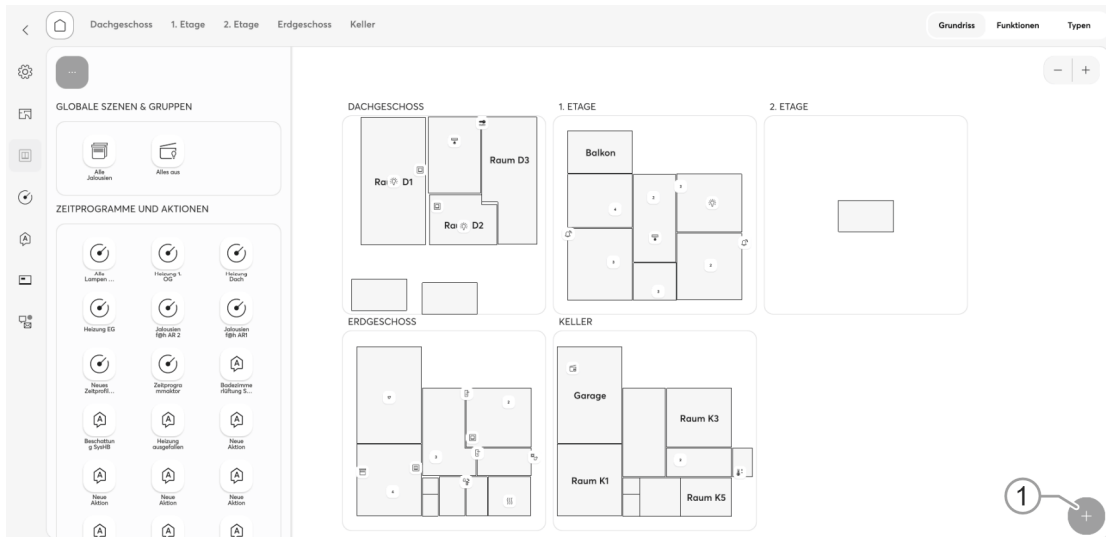 Dachgeschoss 1. Etage 2. Etage Erdgeschoss Keller
Grundriss Funktionen Typen
GLOBALE SZENEN & GRUPPEN
Alle
Jalousien
Alles aus
ZEITPROGRAMME UND AKTIONEN
Alle
Lampen ...
Heizung 1.
OG
Heizung
Dach
Heizung EG
Jalousien
f@h AR 2
Jalousien
f@h AR1
Neues
Zeitprofil...
Zeitprogra
mmaktor
Badezimme
rlüftung S...
Beschattun
g SysHB
Heizung
ausgefallen
Neue
Aktion
Neue
Aktion
Neue
Aktion
Neue
Aktion
DACHGESCHOSS
Raum D3
D1
D2
1. ETAGE
Balkon
2. ETAGE
ERDGESCHOSS
KELLER
Garage
Raum K3
Raum K1
Raum K5
1